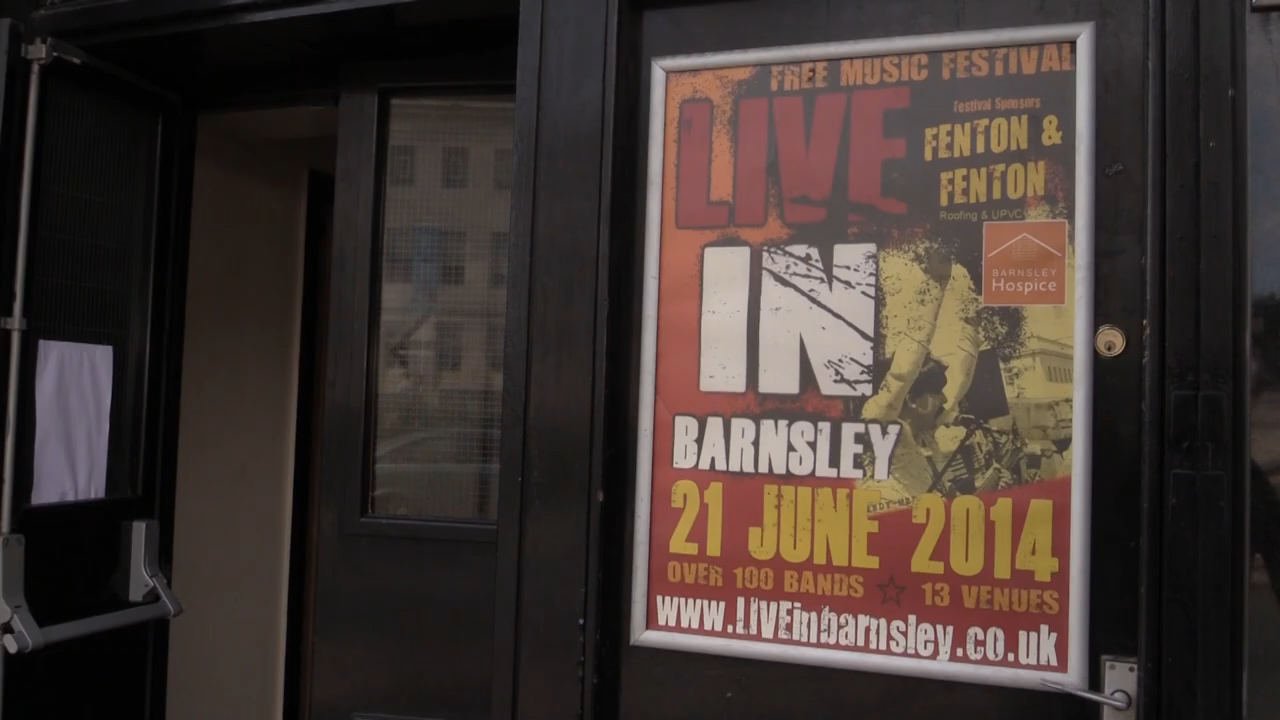 FREE MUSIC FESTIVAL
LIVE
Festival Sponsors
FENTON &
FENTON
Roofing & UPVC
BARNSLEY
Hospice
IN
BARNSLEY
21 JUNE 2014
OVER 100 BANDS ☆ 13 VENUES
www.LIVEinbarnsley.co.uk